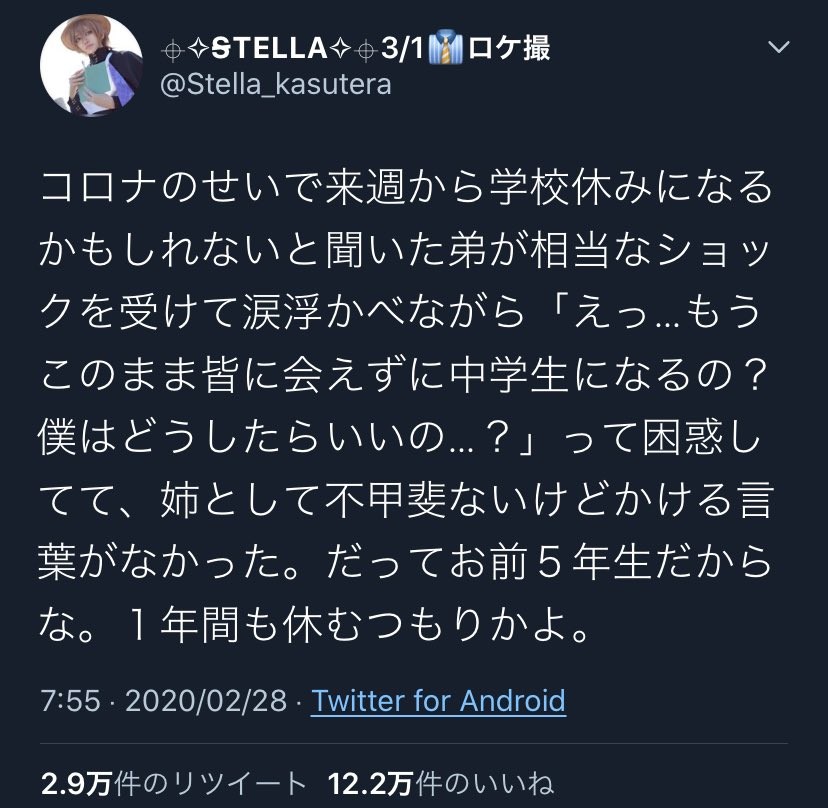 ⌖✧STELLA✧⌖3/1👔ロケ撮
@Stella_kasutera
コロナのせいで来週から学校休みになる
かもしれないと聞いた弟が相当なショッ
クを受けて涙浮かべながら「えっ...もう
このまま皆に会えずに中学生になるの？
僕はどうしたらいいの...？」って困惑し
てて、姉として不甲斐ないけどかける言
葉がなかった。だってお前５年生だから
な。１年間も休むつもりかよ。
7:55 · 2020/02/28 · Twitter for Android
2.9万件のリツイート 12.2万件のいいね